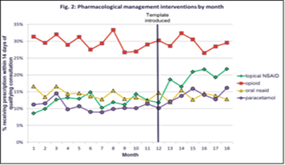 Fig. 2: Pharmacological management interventions by month
Template
introduced
% receiving prescription within 14 days of
qualifying consultation
35%
30%
25%
20%
15%
10%
5%
0%
topical NSAID
opioid
oral nsaid
paracetamol
1 2 3 4 5 6 7 8 9 10 11 12 13 14 15 16 17 18
Month